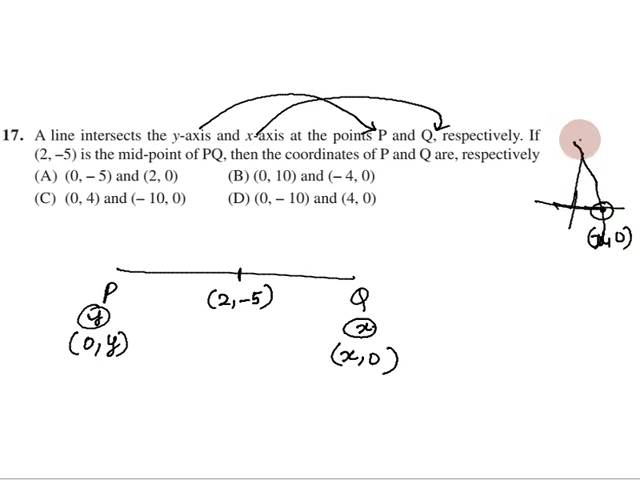 17. A line intersects the y-axis and x-axis at the points P and Q, respectively. If
(2, –5) is the mid-point of PQ, then the coordinates of P and Q are, respectively
(A) (0, – 5) and (2, 0) (B) (0, 10) and (– 4, 0)
(C) (0, 4) and (– 10, 0) (D) (0, – 10) and (4, 0)
(x, 0)
P (2, -5) Q
y x
(0, y) (x, 0)